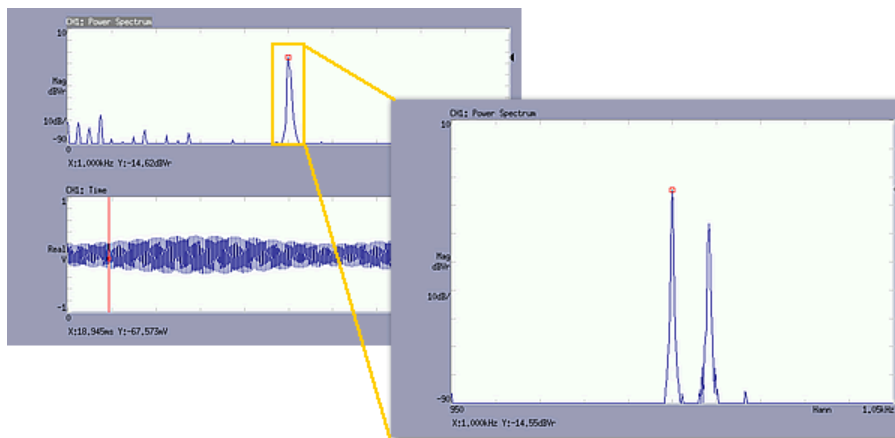 CH1: Power Spectrum
10
Mag
dBVr
10dB/
-90
0
X:1.000kHz Y:-14.62dBVr
CH1: Time
1
Real
V
-1
0
X:18.945ms Y:-67.573mV
CH1: Power Spectrum
10
Mag
dBVr
10dB/
-90
950
Hann
1.05kHz
X:1.000kHz Y:-14.55dBVr